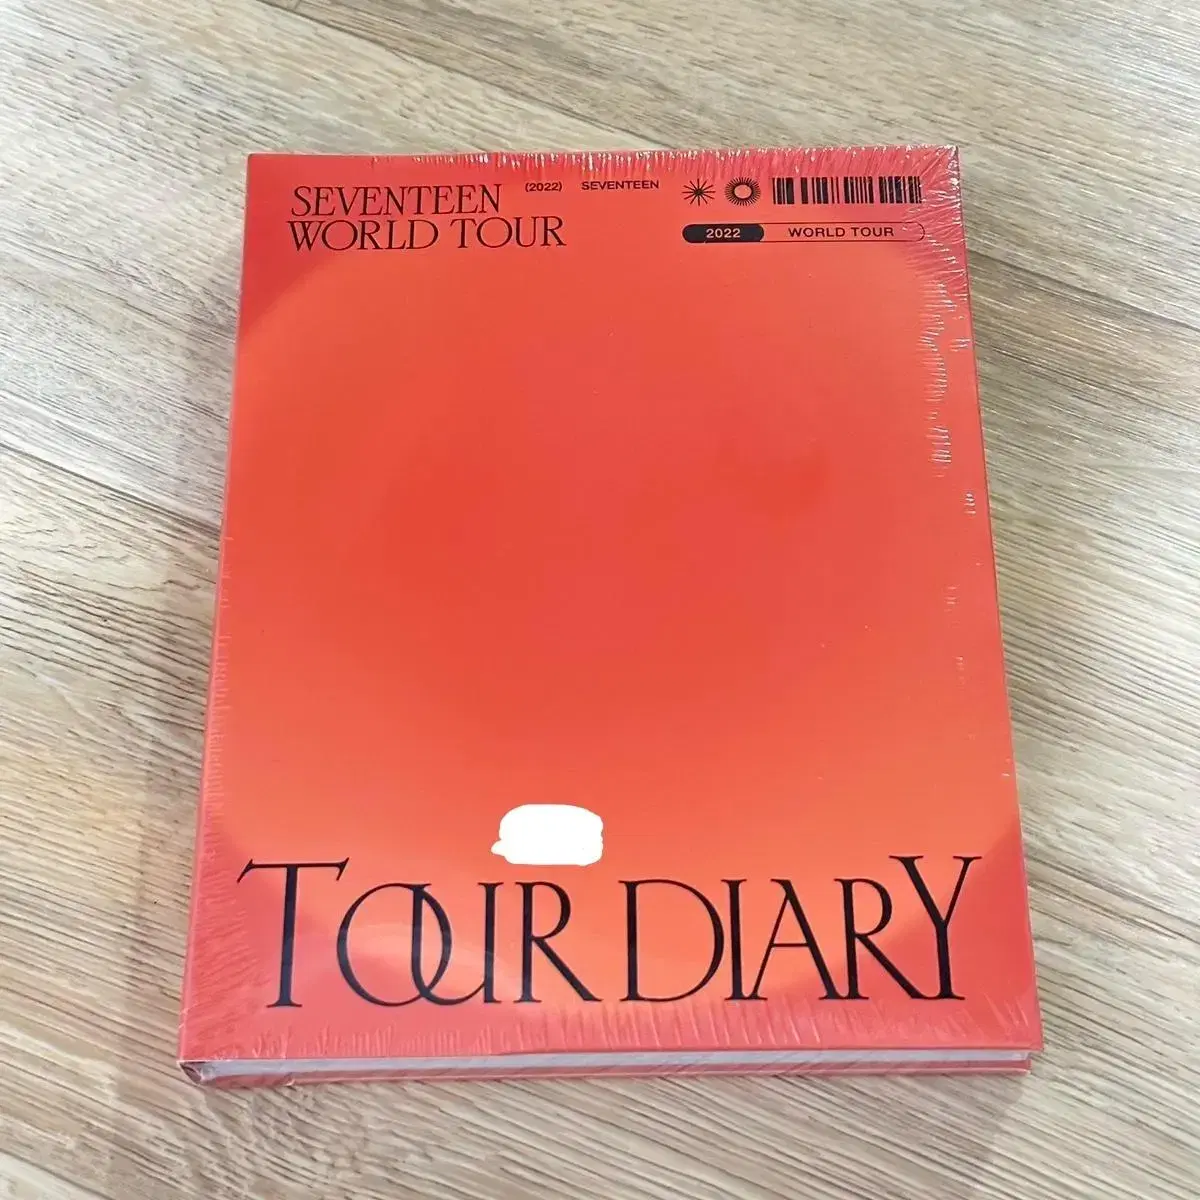 SEVENTEEN
WORLD TOUR
(2022) SEVENTEEN
2022 WORLD TOUR
TOUR DIARY